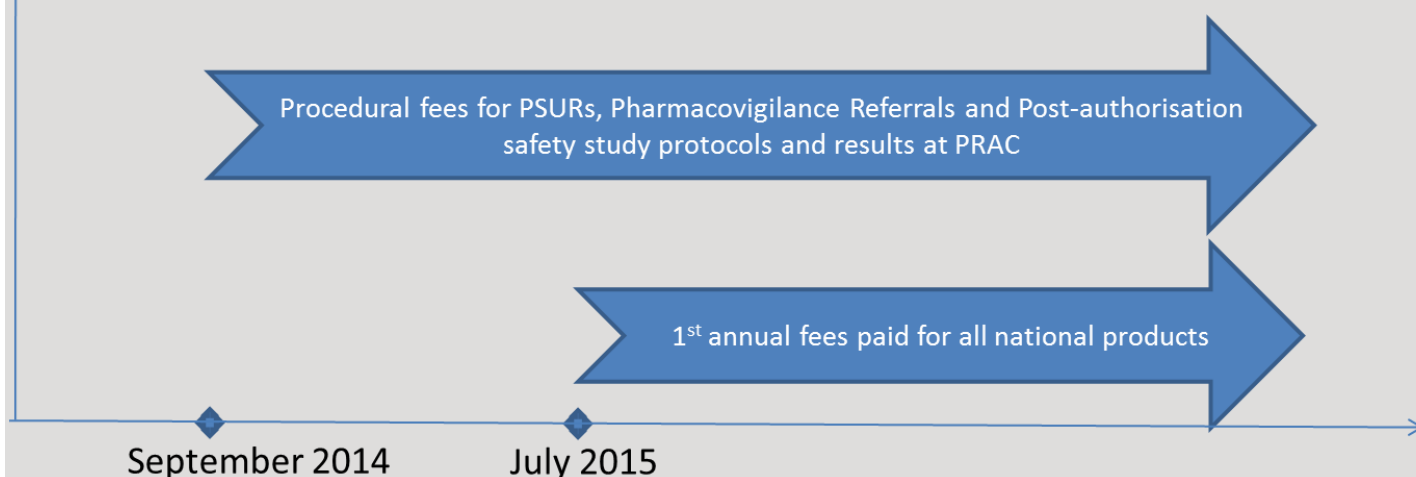 Procedural fees for PSURs, Pharmacovigilance Referrals and Post-authorisation
safety study protocols and results at PRAC
1st annual fees paid for all national products
September 2014
July 2015